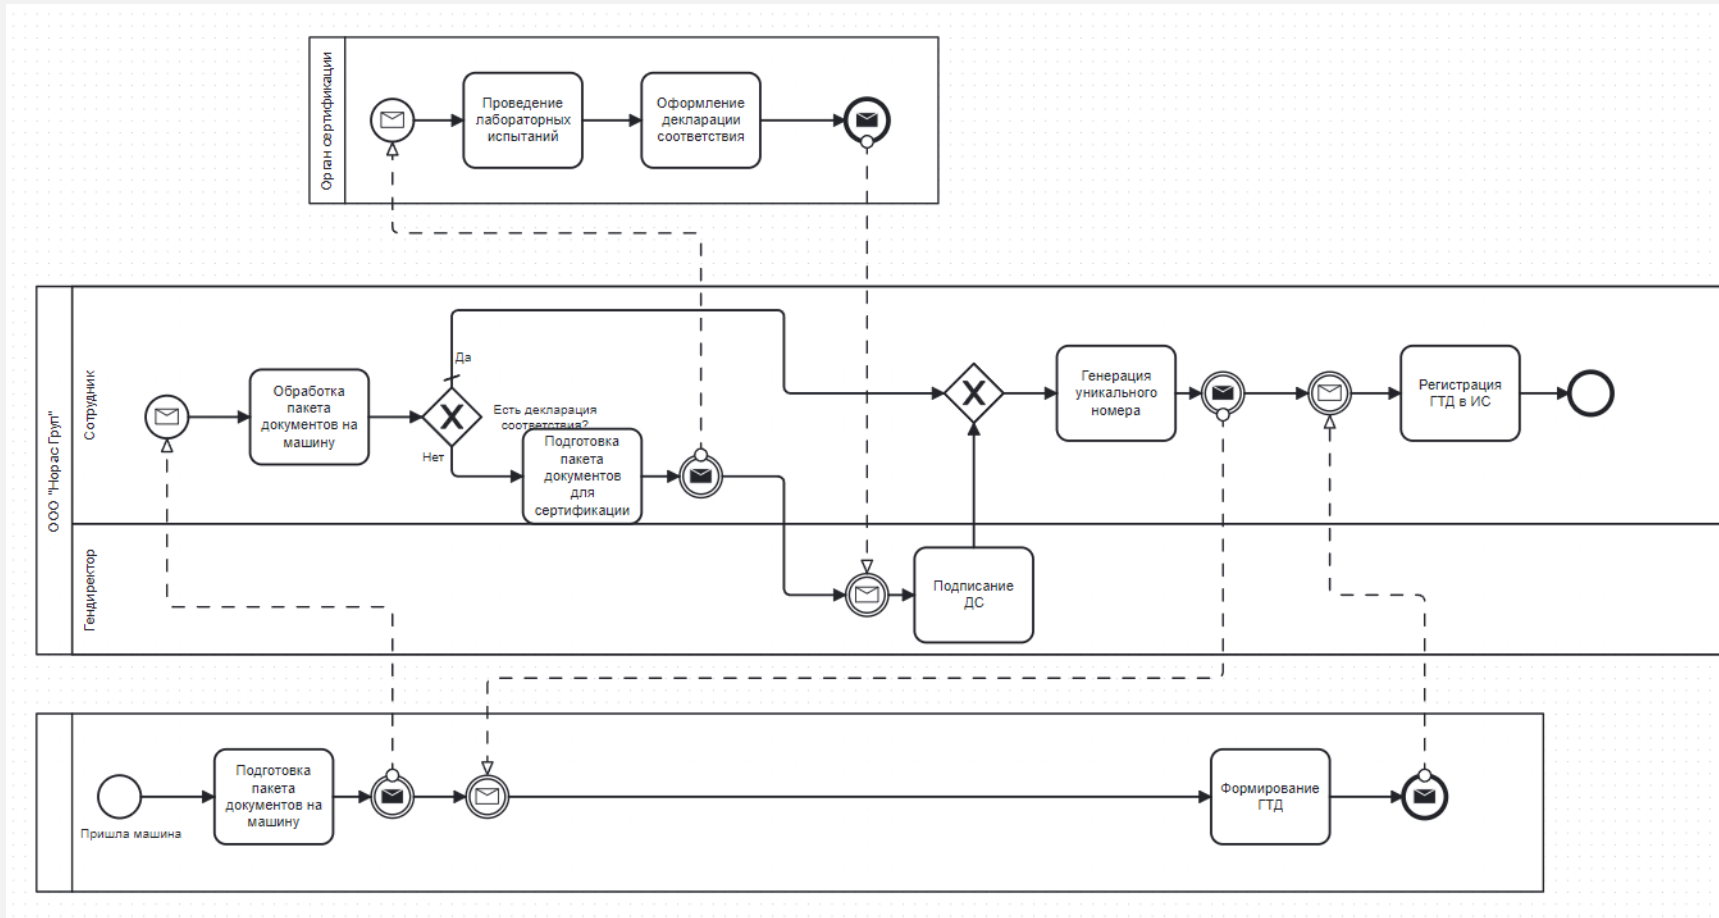 Орган сертификации
Проведение
лабораторных
испытаний
Оформление
декларации
соответствия
ООО "Норас Груп"
Сотрудник
Обработка
пакета
документов на
машину
Да
Есть декларация
соответствия?
Нет
Подготовка
пакета
документов
для
сертификации
Генерация
уникального
номера
Регистрация
ГТД в ИС
Гендиректор
Подписание
ДС
Пришла машина
Подготовка
пакета
документов на
машину
Формирование
ГТД